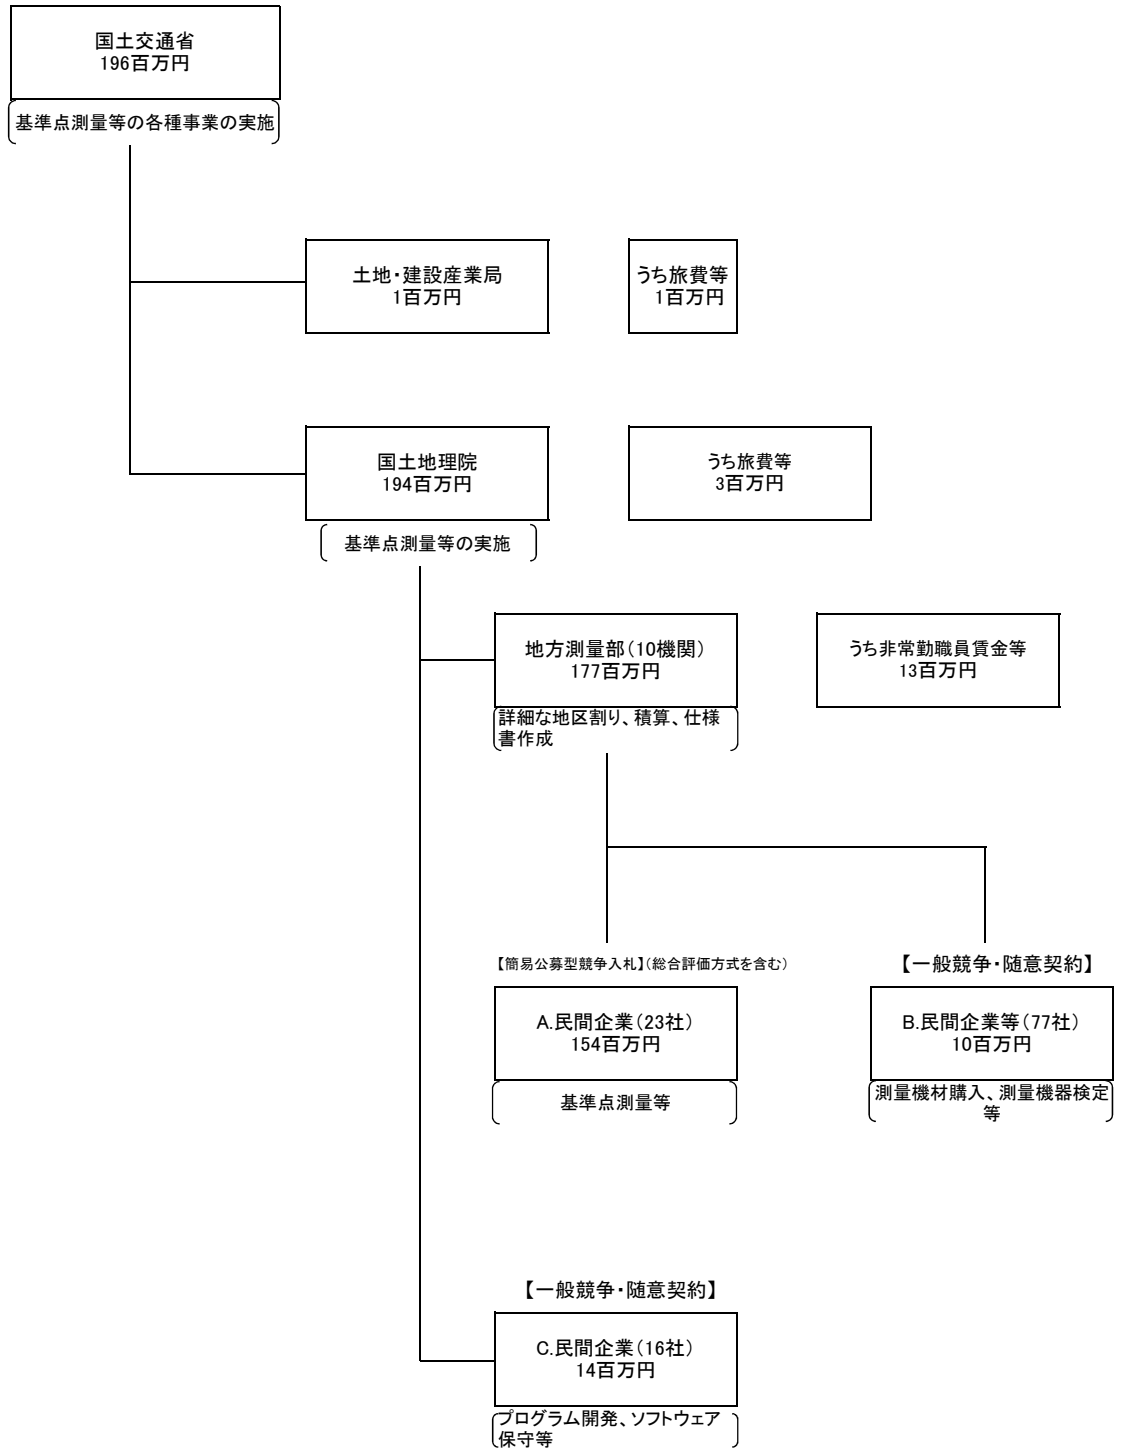 国土交通省
196百万円
基準点測量等の各種事業の実施
土地・建設産業局
1百万円
うち旅費等
1百万円
国土地理院
194百万円
うち旅費等
3百万円
基準点測量等の実施
地方測量部（10機関）
177百万円
うち非常勤職員賃金等
13百万円
詳細な地区割り、積算、仕様
書作成
【簡易公募型競争入札】（総合評価方式を含む）
【一般競争・随意契約】
A.民間企業（23社）
154百万円
B.民間企業等（77社）
10百万円
基準点測量等
測量機材購入、測量機器検定
等
【一般競争・随意契約】
C.民間企業（16社）
14百万円
プログラム開発、ソフトウェア
保守等